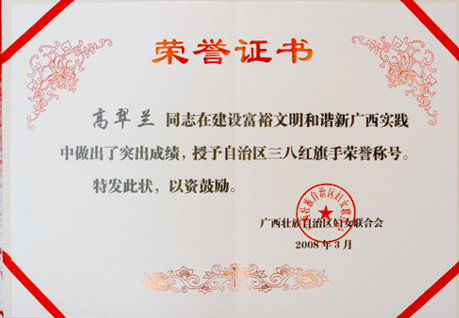 荣誉证书
高翠兰 同志在建设富裕文明和谐新广西实践
中做出了突出成绩，授予自治区三八红旗手荣誉称号。
特发此状，以资鼓励。
广西壮族自治区妇女联合会
2008年3月